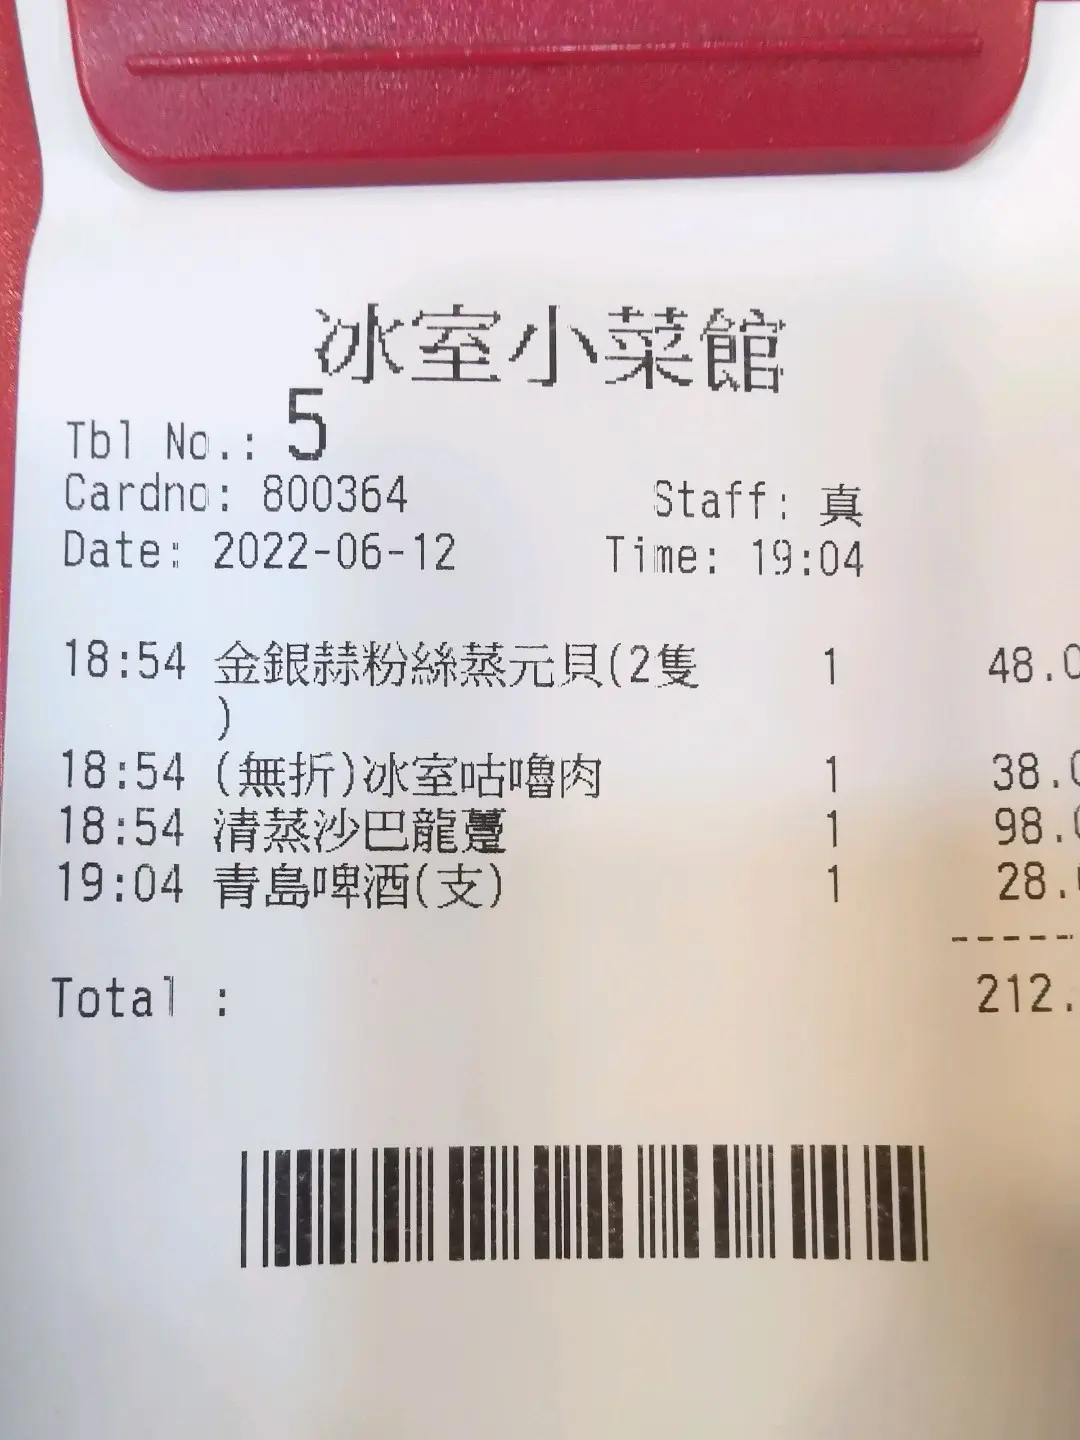 冰室小菜館
Tbl No.: 5
Cardno: 800364 Staff: 真
Date: 2022-06-12 Time: 19:04
18:54 金銀蒜粉絲蒸元貝(2隻 1 48.0
)
18:54 (無折)冰室咕嚕肉 1 38.0
18:54 清蒸沙巴龍躉 1 98.0
19:04 青島啤酒(支) 1 28.
Total : 212.